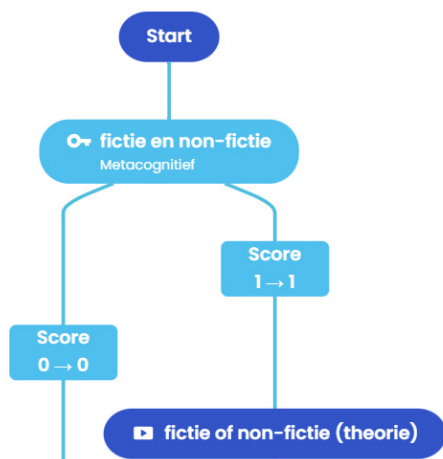 Start
fictie en non-fictie
Metacognitief
Score
1 → 1
Score
0 → 0
fictie of non-fictie (theorie)